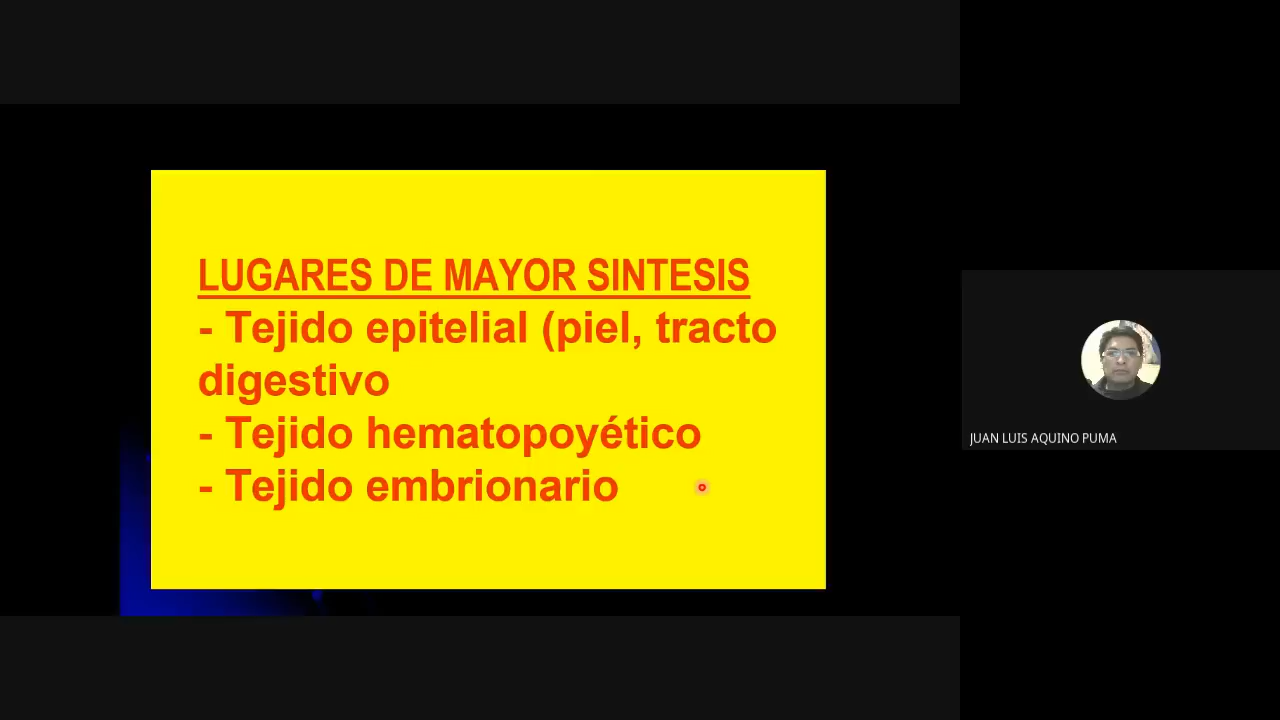 LUGARES DE MAYOR SINTESIS
- Tejido epitelial (piel, tracto
digestivo
- Tejido hematopoyético
- Tejido embrionario
JUAN LUIS AQUINO PUMA